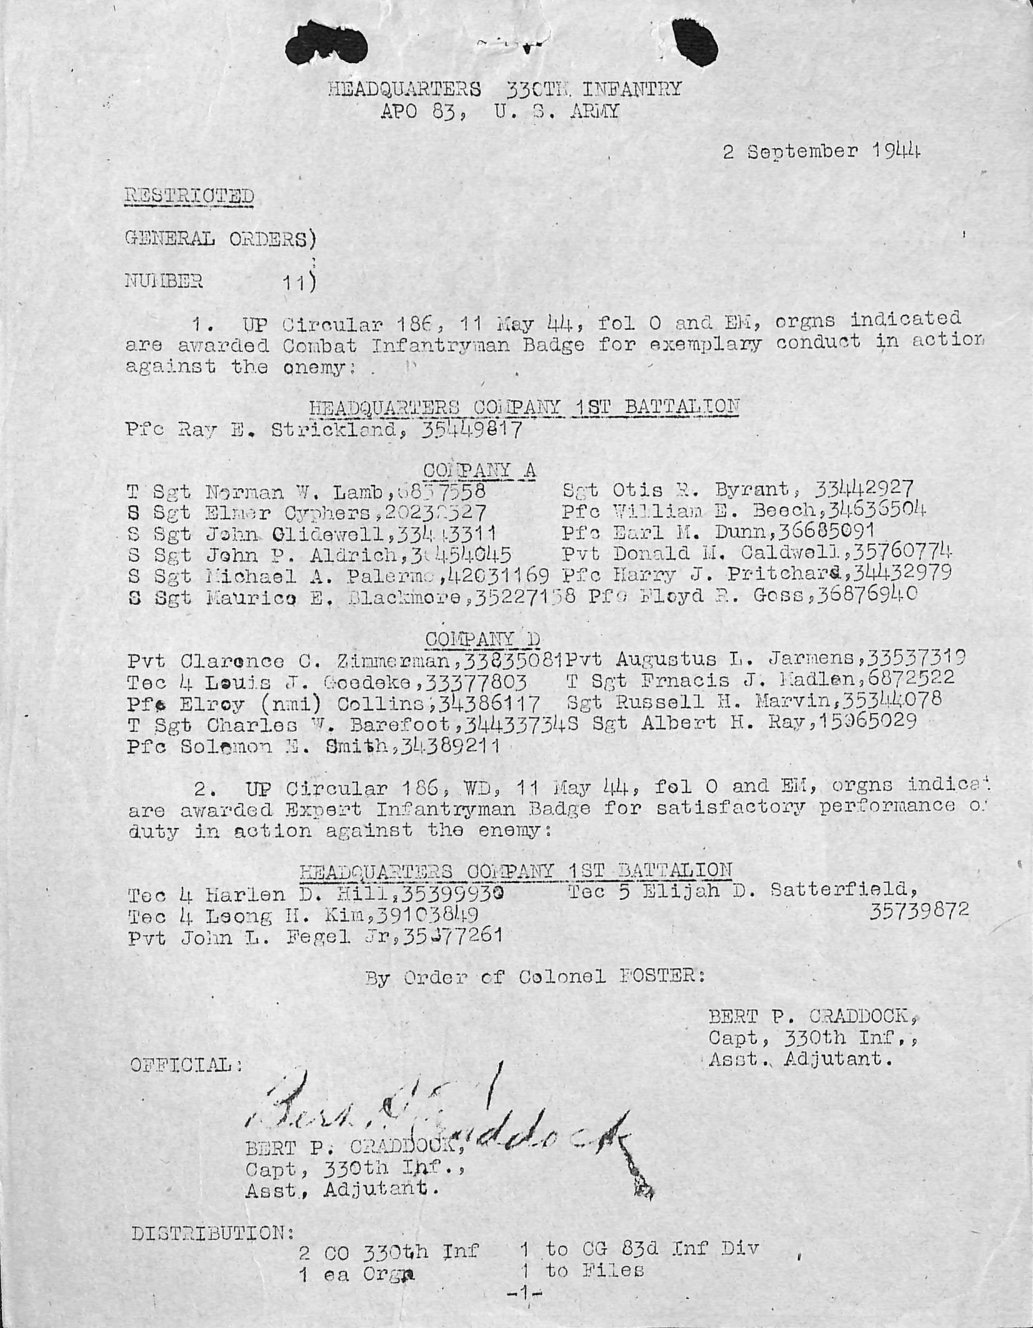 HEADQUARTERS 330TH INFANTRY
APO 83, U. S. ARMY
2 September 1944
RESTRICTED
GENERAL ORDERS)
:
NUMBER 11)
1. UP Circular 186, 11 May 44, fol O and EM, orgns indicated
are awarded Combat Infantryman Badge for exemplary conduct in action
against the enemy:
HEADQUARTERS COMPANY 1ST BATTALION
Pfc Ray E. Strickland, 35449817
COMPANY A
T Sgt Norman W. Lamb, Sgt Otis R. Byrant, 33442927
S Sgt Elmer Cyphers, Pfc William E. Beech,34636504
S Sgt John Glidewell, Pfc Earl M. Dunn,36685091
S Sgt John P. Aldrich, Pvt Donald M. Caldwell,35760774
S Sgt Michael A. Palermo,42031169 Pfc Harry J. Pritchard,34432979
S Sgt Maurice E. Blackmore, Pfc Floyd R. Goss,36876940
COMPANY D
Pvt Clarence C. Zimmerman,33835081Pvt Augustus L. Jarmens,33537319
Tec 4 Louis J. Goedeke,33377803 T Sgt Frnacis J. Madlen,6872522
Pfc Elroy (nmi) Collins,34386117 Sgt Russell H. Marvin,35344078
T Sgt Charles W. Barefoot,34433734S Sgt Albert H. Ray,15065029
Pfc Solomon E. Smith,34389211
2. UP Circular 186, WD, 11 May 44, fol O and EM, orgns indicat
are awarded Expert Infantryman Badge for satisfactory performance of
duty in action against the enemy:
HEADQUARTERS COMPANY 1ST BATTALION
Tec 4 Harlen D. Hill,35399930 Tec 5 Elijah D. Satterfield,
Tec 4 Leong H. Kim,39103849 35739872
Pvt John L. Fegel Jr,
By Order of Colonel FOSTER:
BERT P. CRADDOCK,
Capt, 330th Inf.,
Asst., Adjutant.
OFFICIAL:
Bert P. Craddock
BERT P. CRADDOCK,
Capt, 330th Inf.,
Asst, Adjutant.
DISTRIBUTION:
2 CO 330th Inf 1 to CG 83d Inf Div
1 ea Orgn 1 to Files
-1-